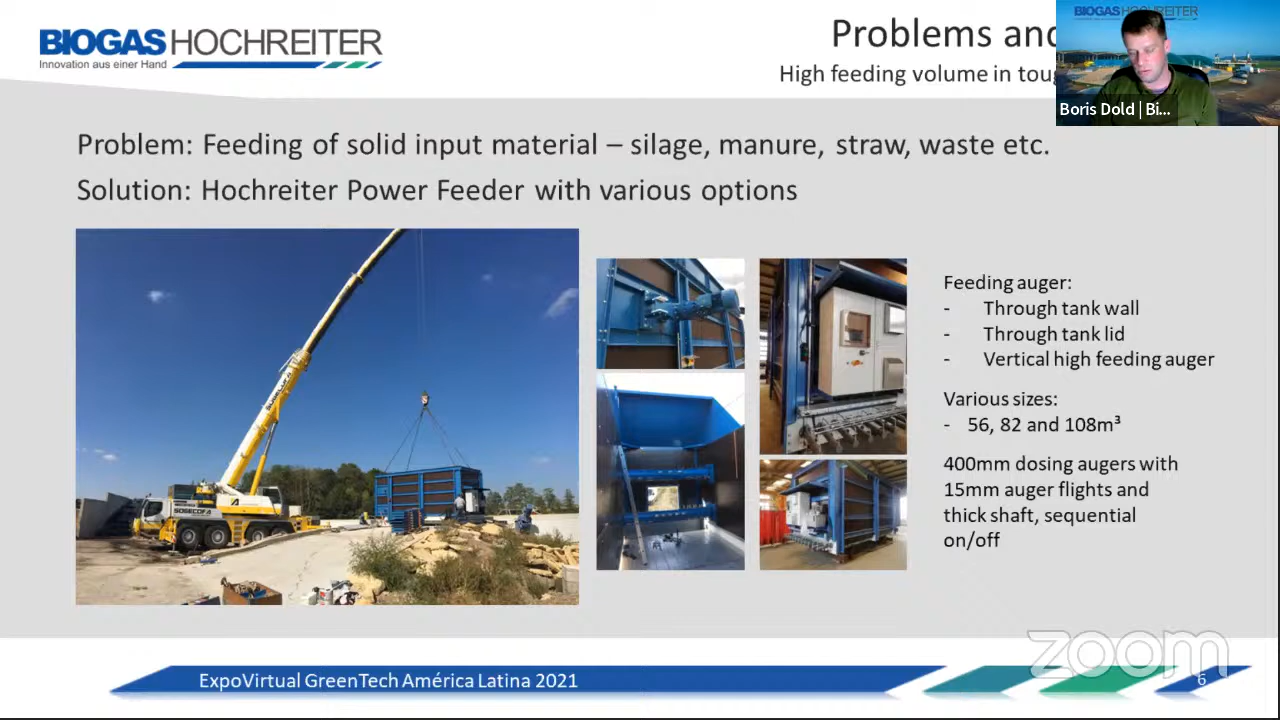 BIOGAS HOCHREITER
Innovation aus einer Hand
Problems and
High feeding volume in toug
Boris Dold | Bi...
Problem: Feeding of solid input material – silage, manure, straw, waste etc.
Solution: Hochreiter Power Feeder with various options
Feeding auger:
- Through tank wall
- Through tank lid
- Vertical high feeding auger
Various sizes:
- 56, 82 and 108m³
400mm dosing augers with
15mm auger flights and
thick shaft, sequential
on/off
SOGECOFA
zoom
ExpoVirtual GreenTech América Latina 2021
6